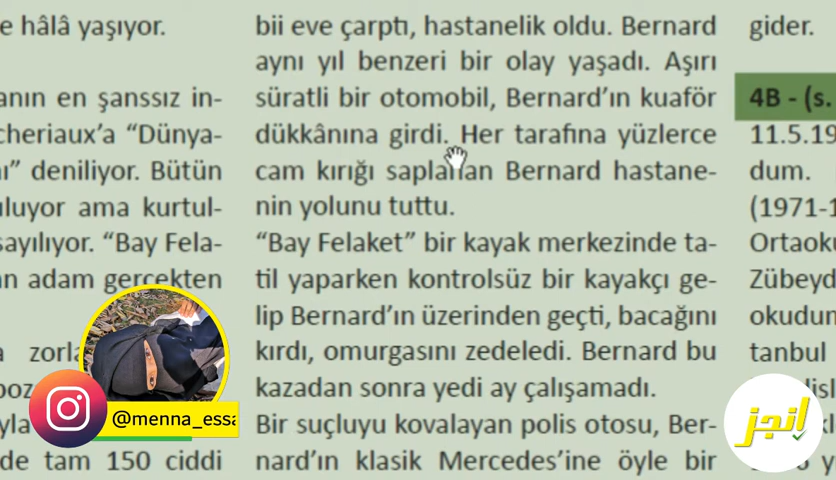 e hâlâ yaşıyor.
anın en şanssız in-
cheriaux’a “Dünya-
ı” deniliyor. Bütün
uluyor ama kurtul-
sayılıyor. “Bay Fela-
an adam gerçekten
a zorla
poz
yla
de tam 150 ciddi
bii eve çarptı, hastanelik oldu. Bernard
aynı yıl benzeri bir olay yaşadı. Aşırı
süratli bir otomobil, Bernard’ın kuaför
dükkânına girdi. Her tarafına yüzlerce
cam kırığı saplanan Bernard hastane-
nin yolunu tuttu.
“Bay Felaket” bir kayak merkezinde ta-
til yaparken kontrolsüz bir kayakçı ge-
lip Bernard’ın üzerinden geçti, bacağını
kırdı, omurgasını zedeledi. Bernard bu
kazadan sonra yedi ay çalışamadı.
Bir suçluyu kovalayan polis otosu, Ber-
nard’ın klasik Mercedes’ine öyle bir
gider.
4B - (s.
11.5.19
dum.
(1971-1
Ortaoku
Zübeyd
okudun
tanbul
@menna_essa
انجز